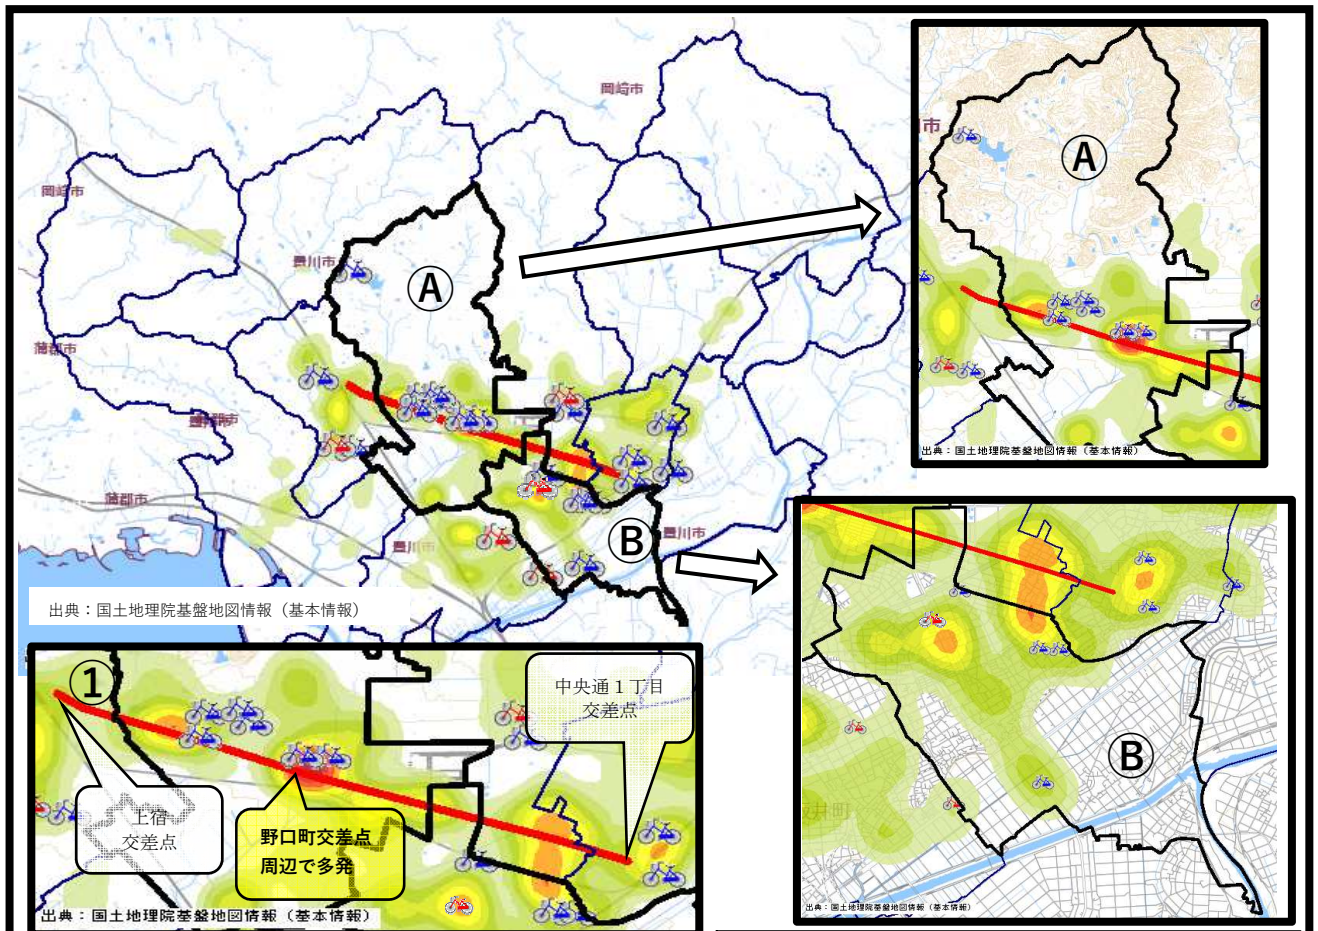 岡崎市
市
Ⓐ
岡崎市
豊川市
Ⓐ
蒲郡市
出典：国土地理院基盤地図情報（基本情報）
蒲郡市
豊川市
Ⓑ
豊川市
出典：国土地理院基盤地図情報（基本情報）
①
中央通１丁目
交差点
上宿
交差点
野口町交差点
周辺で多発
出典：国土地理院基盤地図情報（基本情報）
Ⓑ
井町
出典：国土地理院基盤地図情報（基本情報）